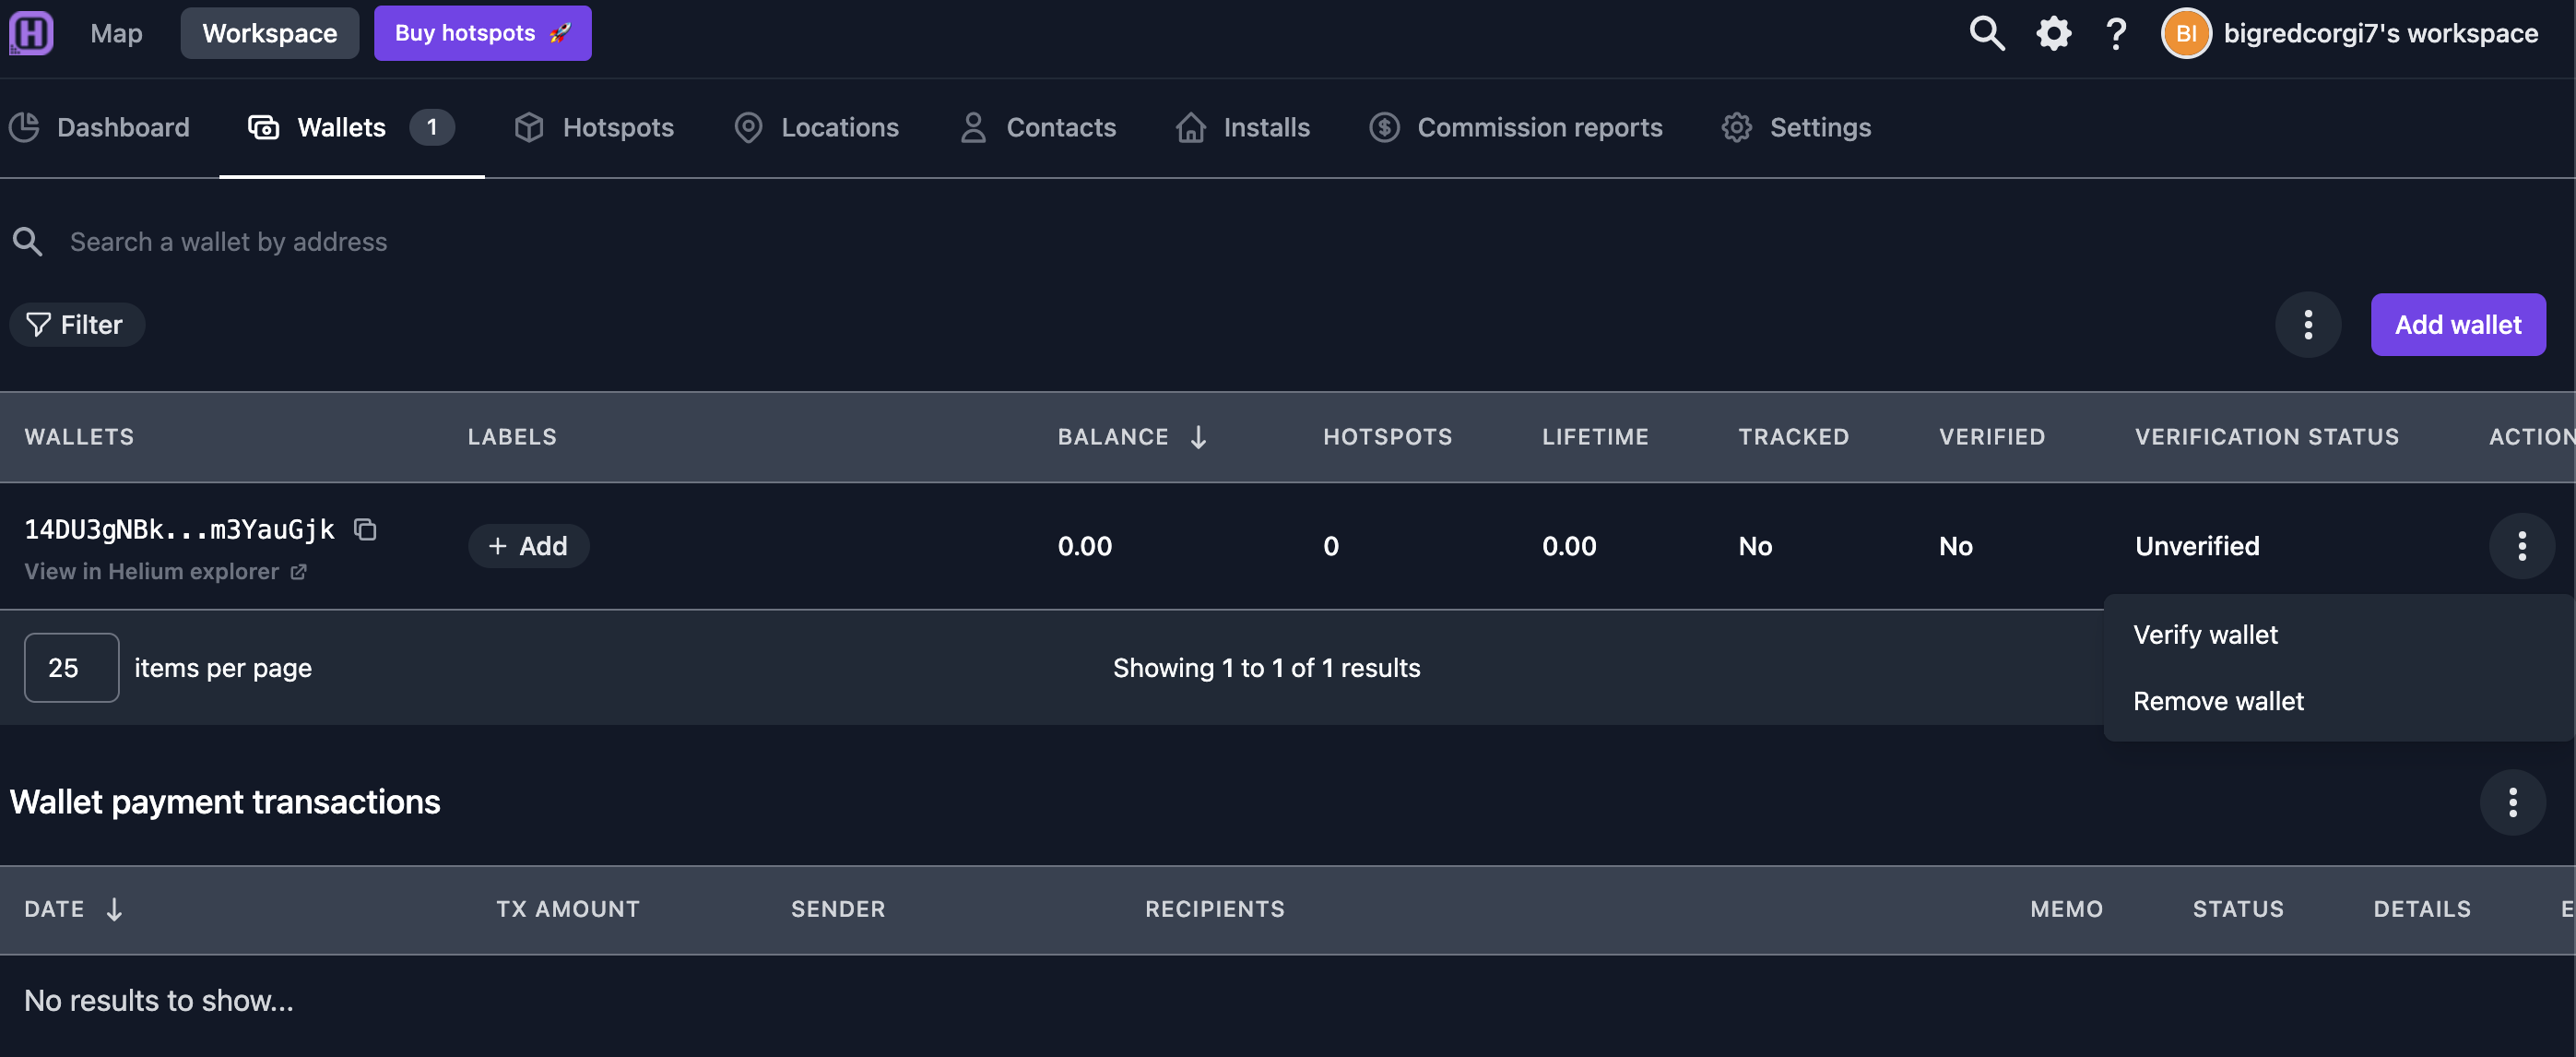 H Map Workspace Buy hotspots 🚀 ? BI bigredcorgi7's workspace
Dashboard Wallets 1 Hotspots Locations Contacts Installs Commission reports Settings
Search a wallet by address
Filter Add wallet
WALLETS LABELS BALANCE ↓ HOTSPOTS LIFETIME TRACKED VERIFIED VERIFICATION STATUS ACTION
14DU3gNBk...m3YauGjk + Add 0.00 0 0.00 No No Unverified
View in Helium explorer
Verify wallet
25 items per page Showing 1 to 1 of 1 results
Remove wallet
Wallet payment transactions
DATE ↓ TX AMOUNT SENDER RECIPIENTS MEMO STATUS DETAILS E
No results to show...